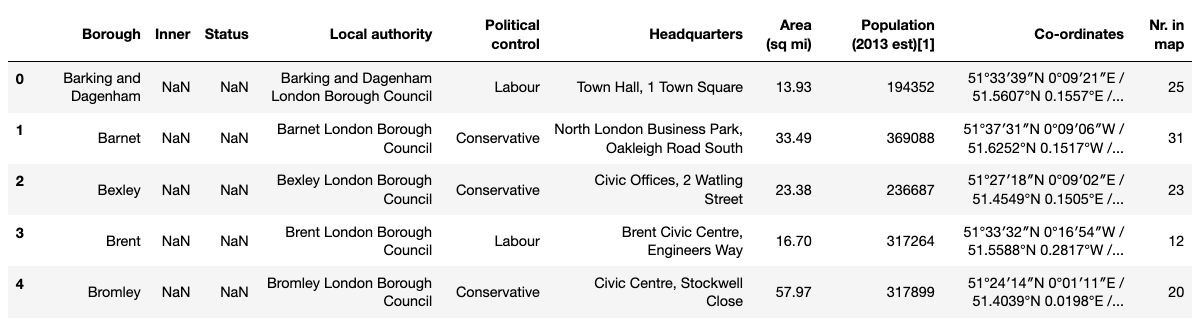 Borough Inner Status Local authority Political control Headquarters Area (sq mi) Population (2013 est)[1] Co-ordinates Nr. in map
0 Barking and Dagenham NaN NaN Barking and Dagenham London Borough Council Labour Town Hall, 1 Town Square 13.93 194352 51°33′39″N 0°09′21″E / 51.5607°N 0.1557°E /... 25
1 Barnet NaN NaN Barnet London Borough Council Conservative North London Business Park, Oakleigh Road South 33.49 369088 51°37′31″N 0°09′06″W / 51.6252°N 0.1517°W /... 31
2 Bexley NaN NaN Bexley London Borough Council Conservative Civic Offices, 2 Watling Street 23.38 236687 51°27′18″N 0°09′02″E / 51.4549°N 0.1505°E /... 23
3 Brent NaN NaN Brent London Borough Council Labour Brent Civic Centre, Engineers Way 16.70 317264 51°33′32″N 0°16′54″W / 51.5588°N 0.2817°W /... 12
4 Bromley NaN NaN Bromley London Borough Council Conservative Civic Centre, Stockwell Close 57.97 317899 51°24′14″N 0°01′11″E / 51.4039°N 0.0198°E /... 20